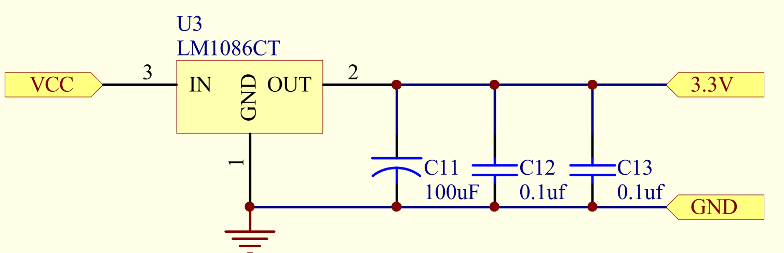 U3
LM1086CT
VCC
3
IN
GND
OUT
2
3.3V
1
C11
100uF
C12
0.1uf
C13
0.1uf
GND